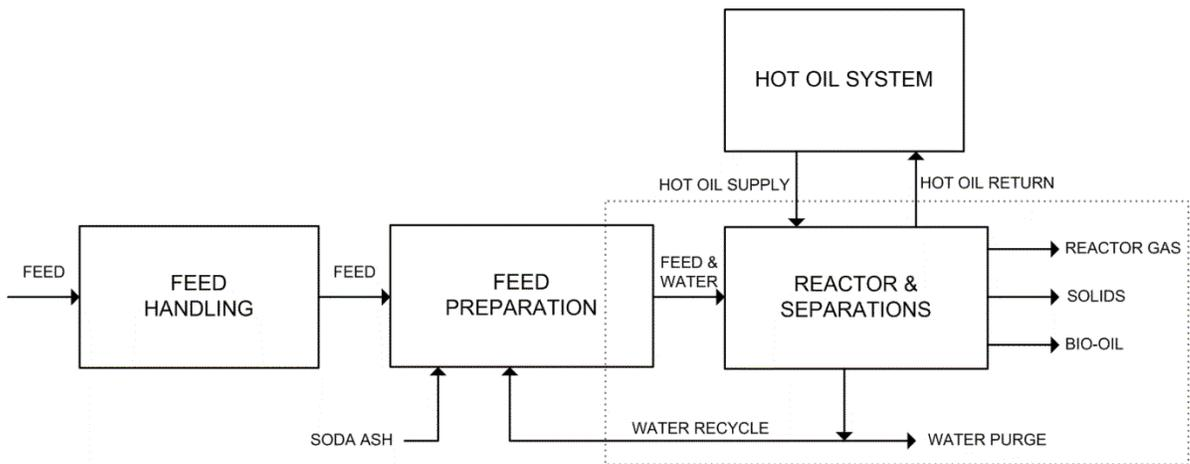 HOT OIL SYSTEM
HOT OIL SUPPLY
HOT OIL RETURN
FEED
FEED
HANDLING
FEED
FEED
PREPARATION
FEED &
WATER
REACTOR &
SEPARATIONS
REACTOR GAS
SOLIDS
BIO-OIL
SODA ASH
WATER RECYCLE
WATER PURGE